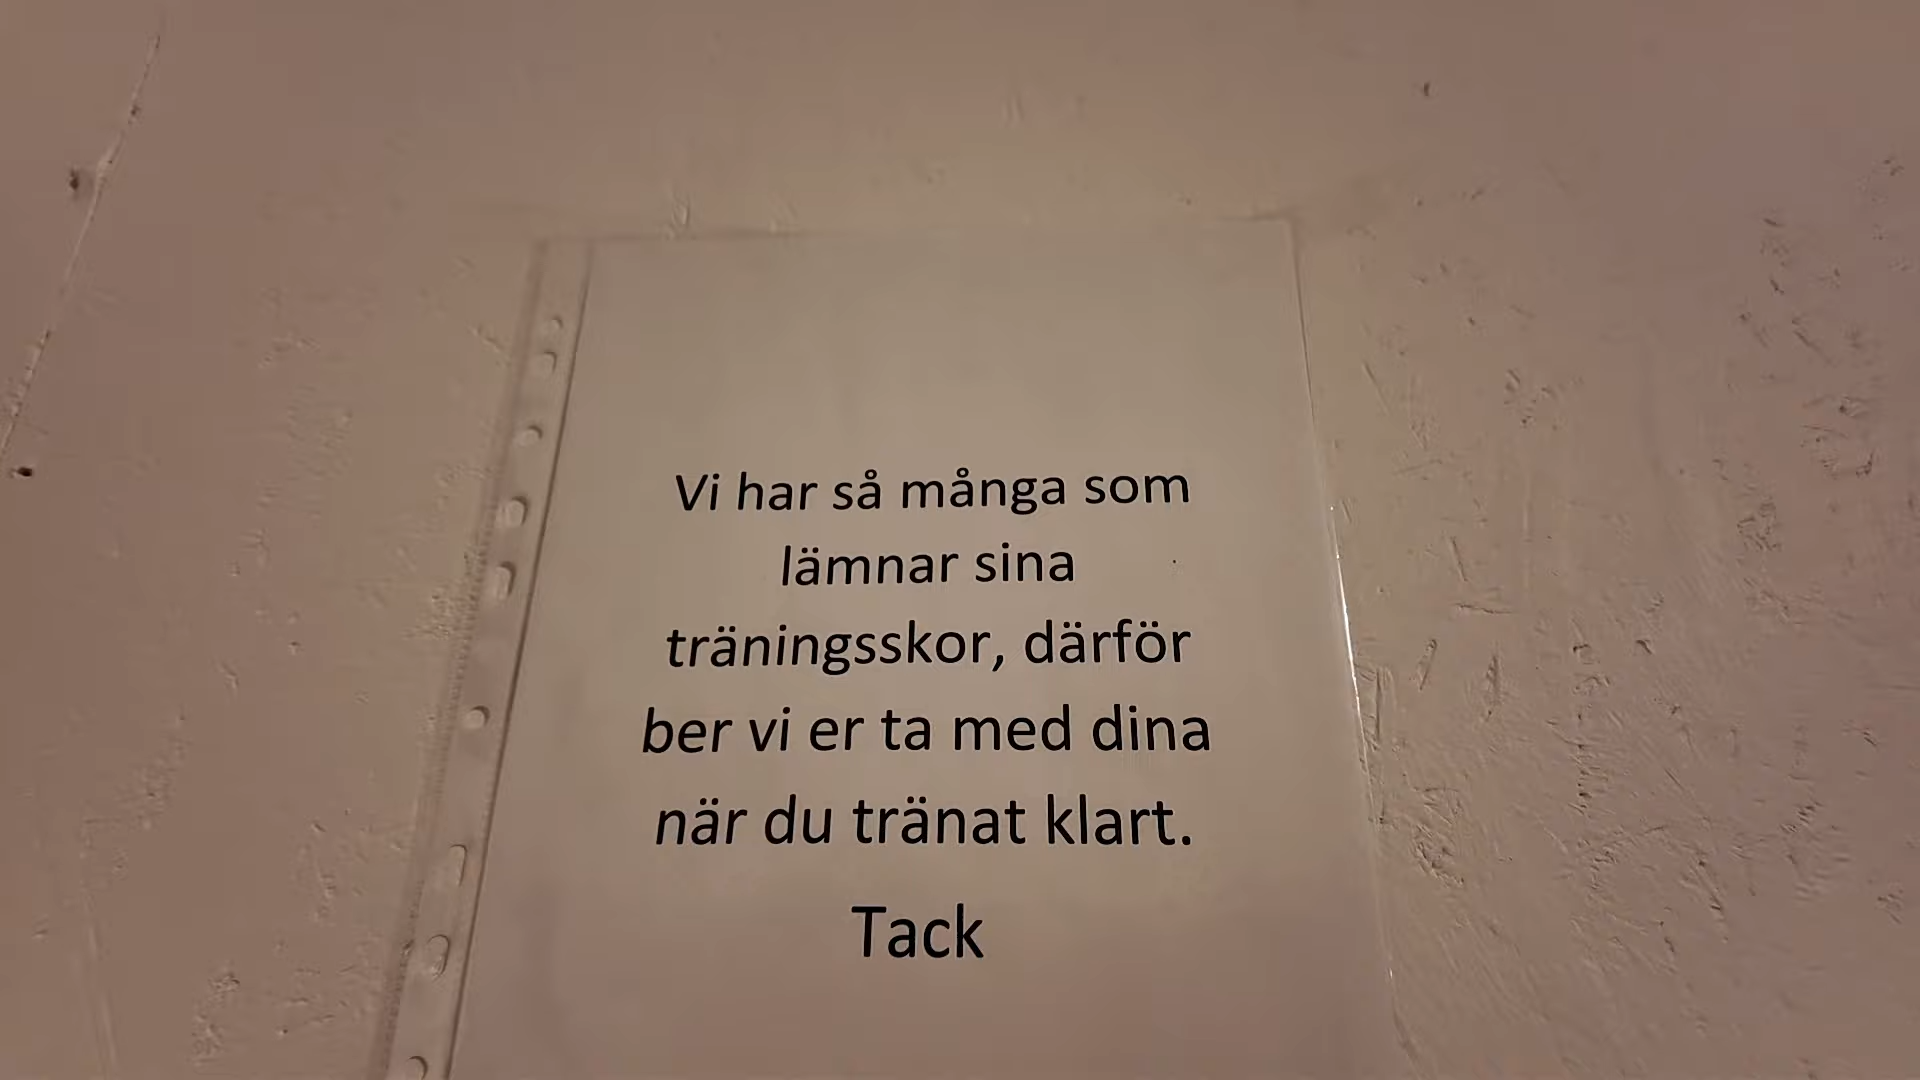 Vi har så många som
lämnar sina
träningsskor, därför
ber vi er ta med dina
när du tränat klart.
Tack